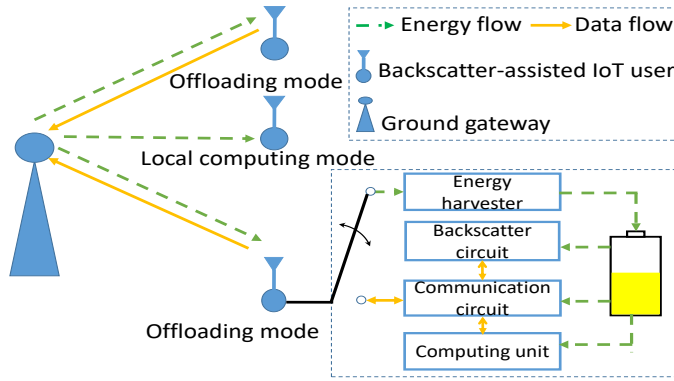 Energy flow
Data flow
Backscatter-assisted IoT user
Ground gateway
Offloading mode
Local computing mode
Offloading mode
Energy
harvester
Backscatter
circuit
Communication
circuit
Computing unit